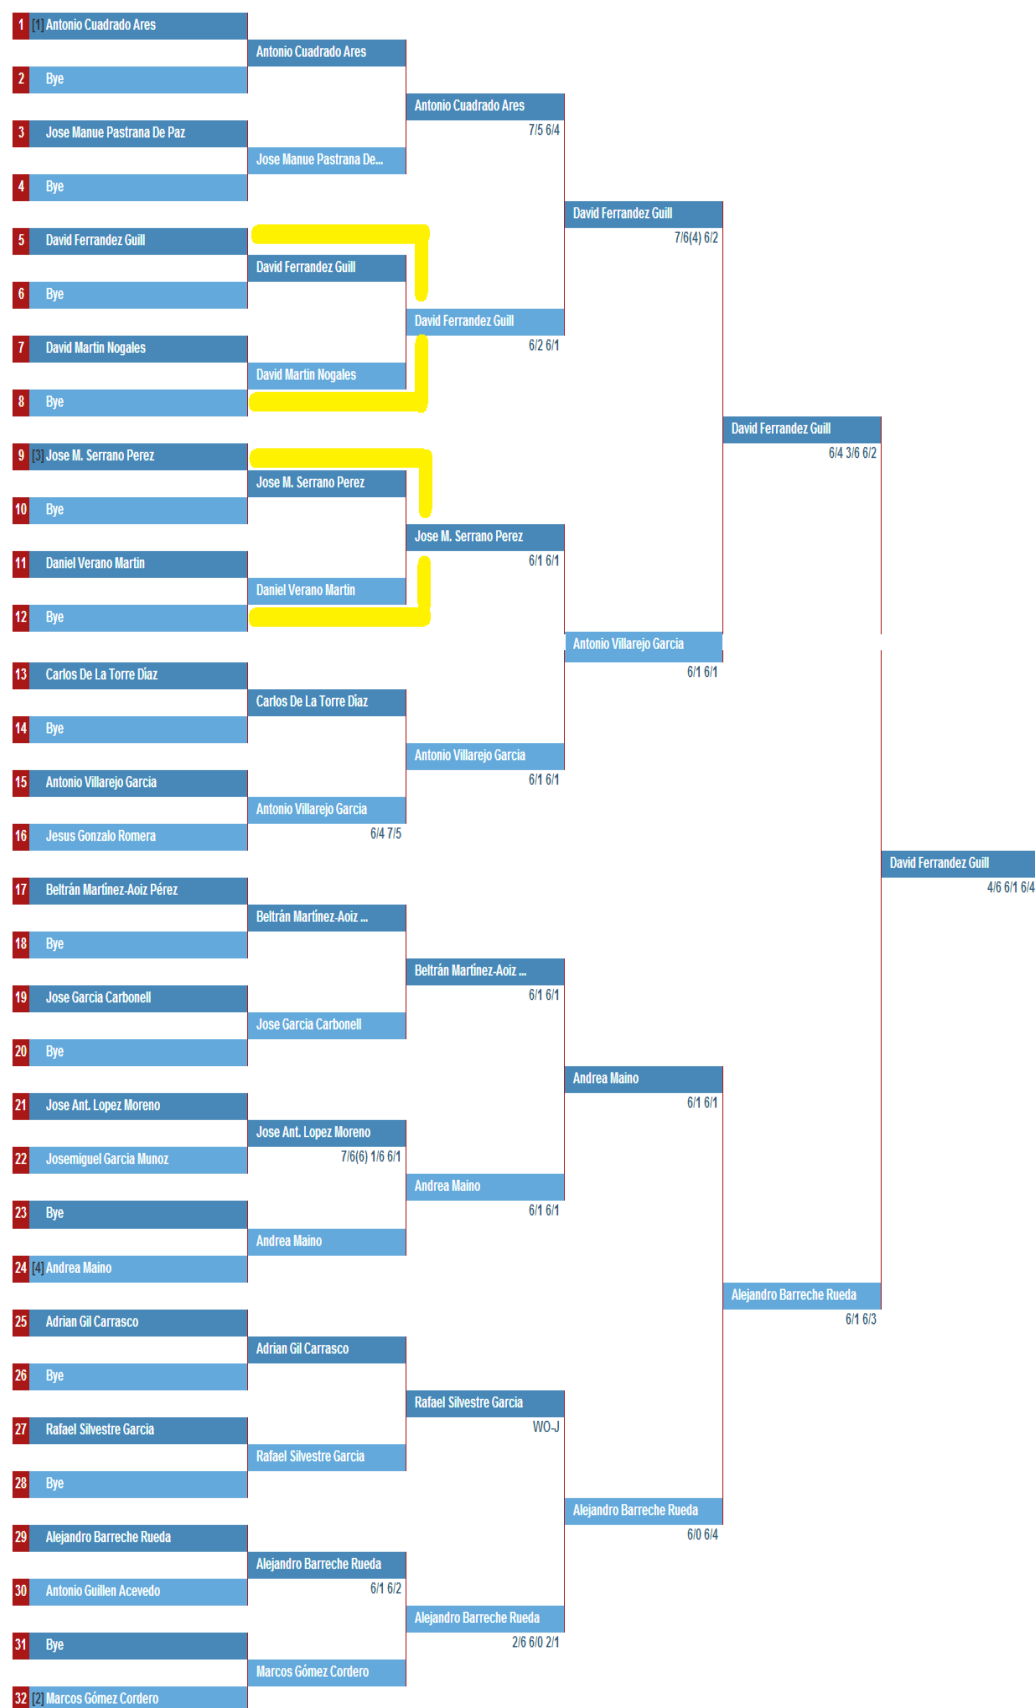 1 [1] Antonio Cuadrado Ares
Antonio Cuadrado Ares
2 Bye
Antonio Cuadrado Ares
7/5 6/4
3 Jose Manue Pastrana De Paz
Jose Manue Pastrana De...
4 Bye
David Ferrandez Guill
7/6(4) 6/2
5 David Ferrandez Guill
David Ferrandez Guill
6 Bye
David Ferrandez Guill
6/2 6/1
7 David Martin Nogales
David Martin Nogales
8 Bye
David Ferrandez Guill
6/4 3/6 6/2
9 [3] Jose M. Serrano Perez
Jose M. Serrano Perez
10 Bye
Jose M. Serrano Perez
6/1 6/1
11 Daniel Verano Martin
Daniel Verano Martin
12 Bye
Antonio Villarejo Garcia
6/1 6/1
13 Carlos De La Torre Díaz
Carlos De La Torre Díaz
14 Bye
Antonio Villarejo Garcia
6/1 6/1
15 Antonio Villarejo Garcia
Antonio Villarejo Garcia
6/4 7/5
16 Jesus Gonzalo Romera
David Ferrandez Guill
4/6 6/1 6/4
17 Beltrán Martínez-Aoiz Pérez
Beltrán Martínez-Aoiz ...
18 Bye
Beltrán Martínez-Aoiz ...
6/1 6/1
19 Jose Garcia Carbonell
Jose Garcia Carbonell
20 Bye
Andrea Maino
6/1 6/1
21 Jose Ant. Lopez Moreno
Jose Ant. Lopez Moreno
7/6(6) 1/6 6/1
22 Josemiguel Garcia Munoz
Andrea Maino
6/1 6/1
23 Bye
Andrea Maino
24 [4] Andrea Maino
Alejandro Barreche Rueda
6/1 6/3
25 Adrian Gil Carrasco
Adrian Gil Carrasco
26 Bye
Rafael Silvestre Garcia
WO-J
27 Rafael Silvestre Garcia
Rafael Silvestre Garcia
28 Bye
Alejandro Barreche Rueda
6/0 6/4
29 Alejandro Barreche Rueda
Alejandro Barreche Rueda
6/1 6/2
30 Antonio Guillen Acevedo
Alejandro Barreche Rueda
2/6 6/0 2/1
31 Bye
Marcos Gómez Cordero
32 [2] Marcos Gómez Cordero